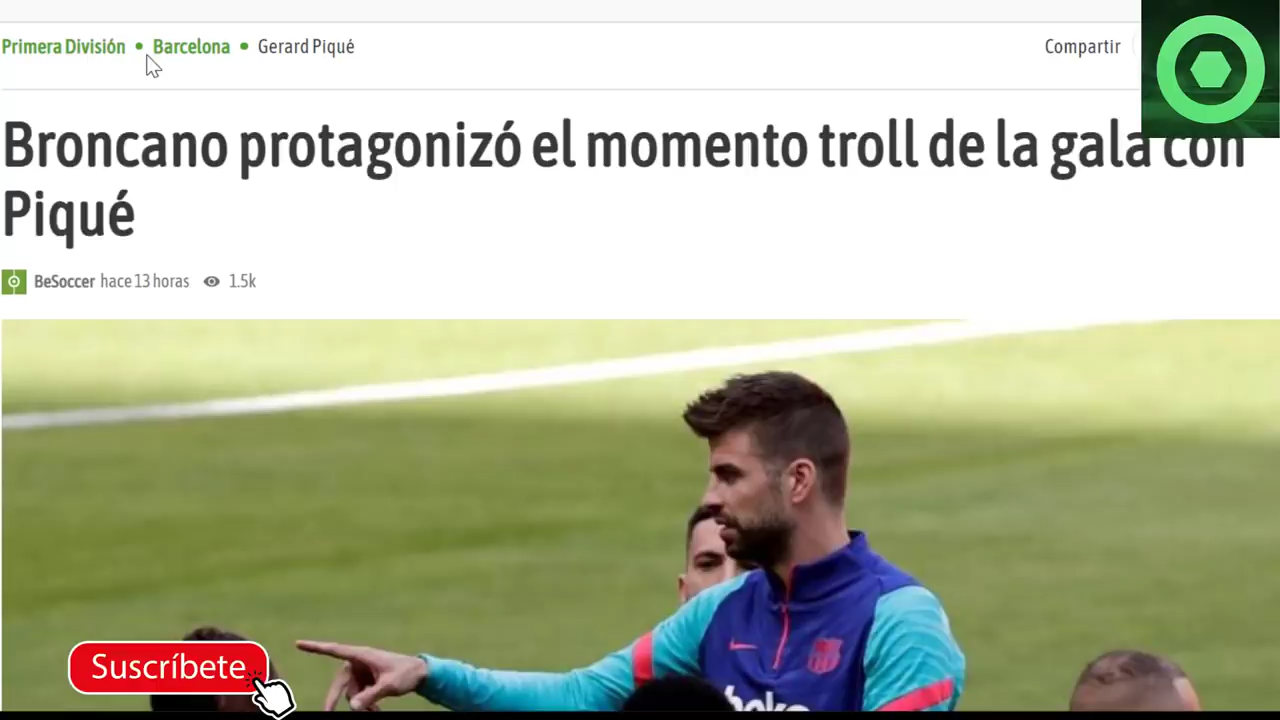 Primera División • Barcelona • Gerard Piqué Compartir
Broncano protagonizó el momento troll de la gala con
Piqué
BeSoccer hace 13 horas 1.5k
beko
Suscríbete